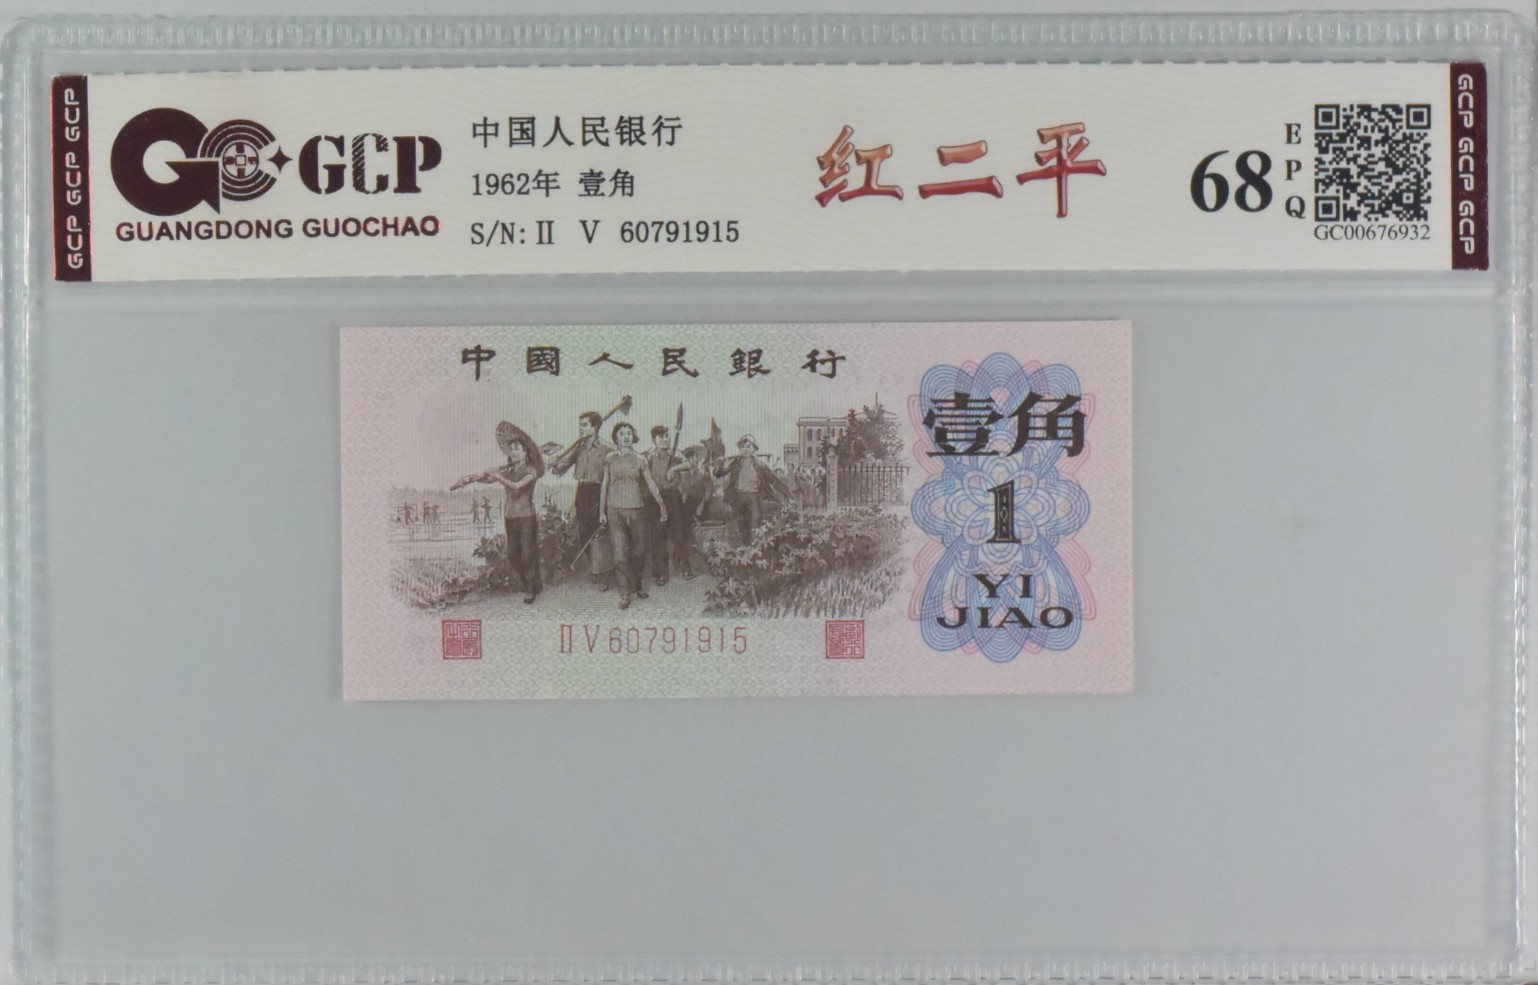 GCP GCP GCP
GCP
GUANGDONG GUOCHAO
中国人民银行
1962年 壹角
S/N: II V 60791915
红二平
68
EPQ
GC00676932
GCP GCP GCP
中國人民銀行
壹角
1
YI
JIAO
II V 60791915